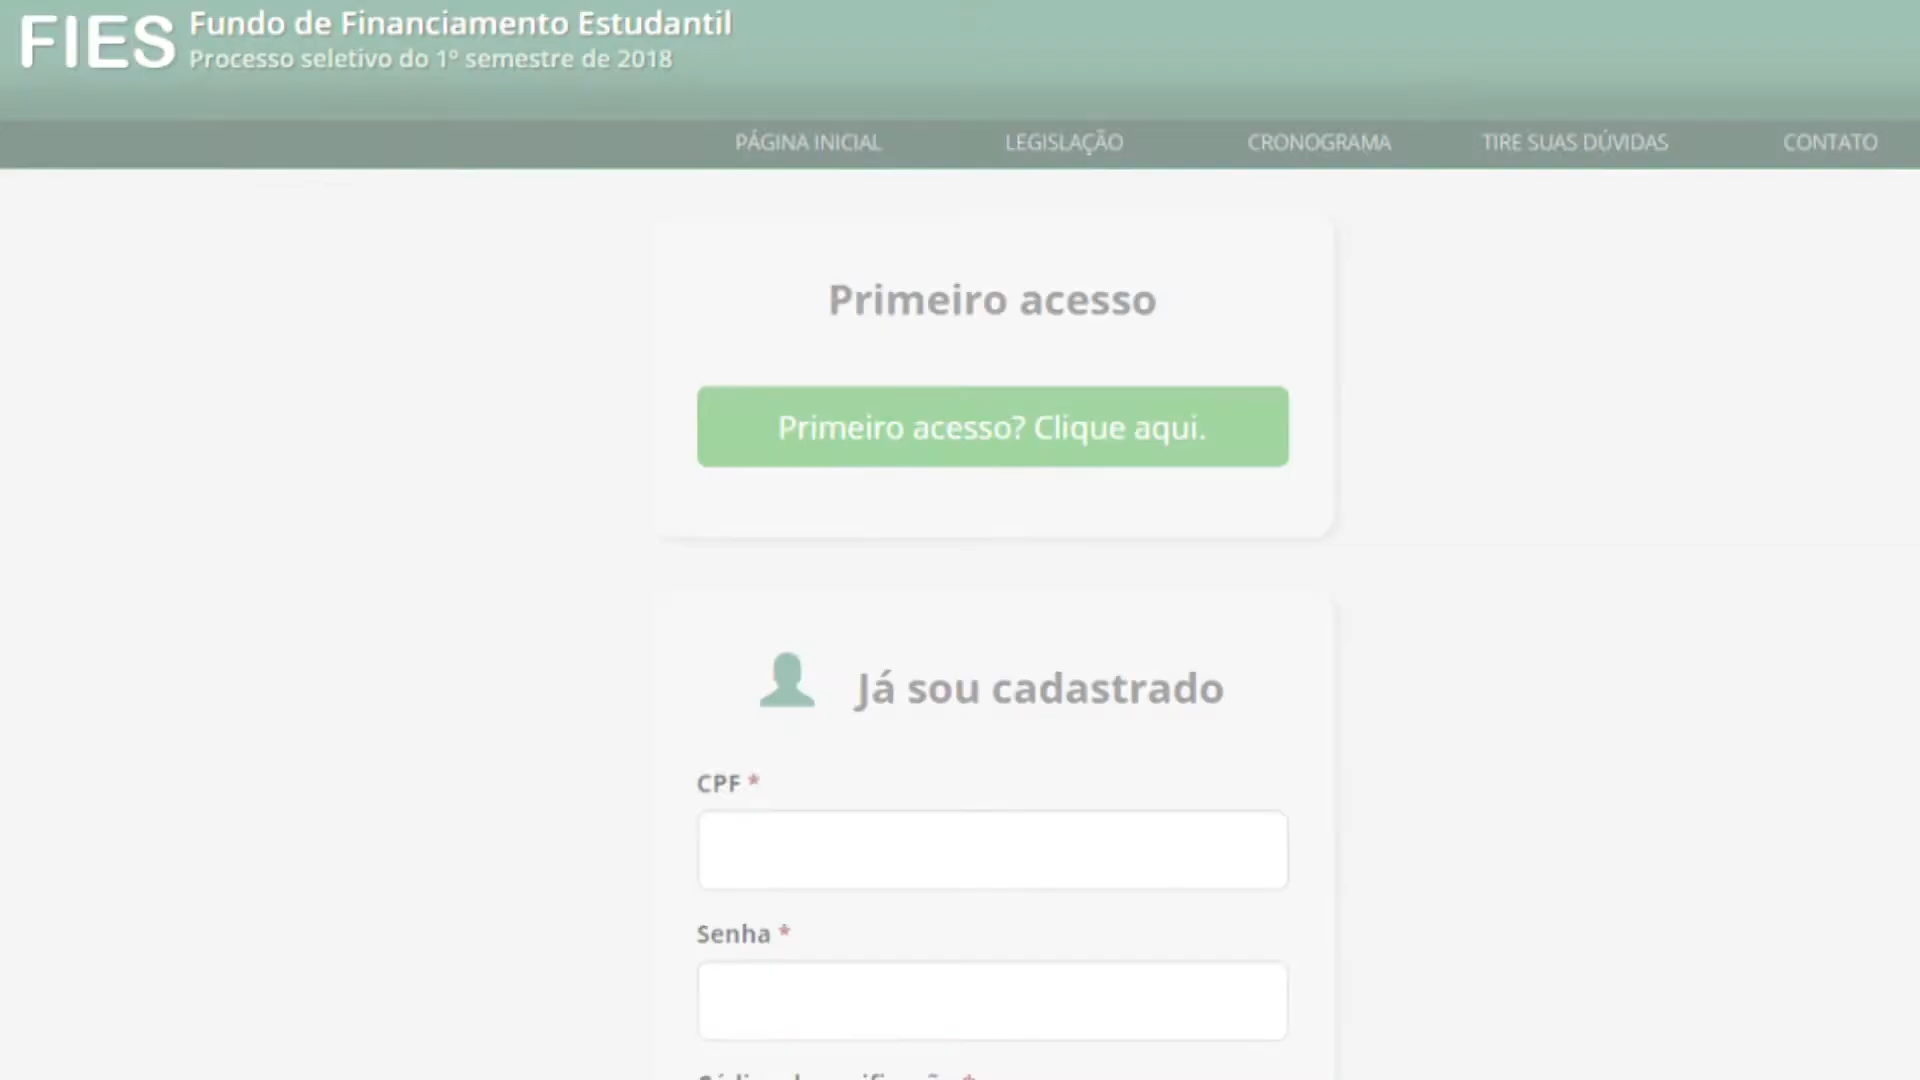 FIES
Fundo de Financiamento Estudantil
Processo seletivo do 1º semestre de 2018
PÁGINA INICIAL
LEGISLAÇÃO
CRONOGRAMA
TIRE SUAS DÚVIDAS
CONTATO
Primeiro acesso
Primeiro acesso? Clique aqui.
Já sou cadastrado
CPF *
Senha *